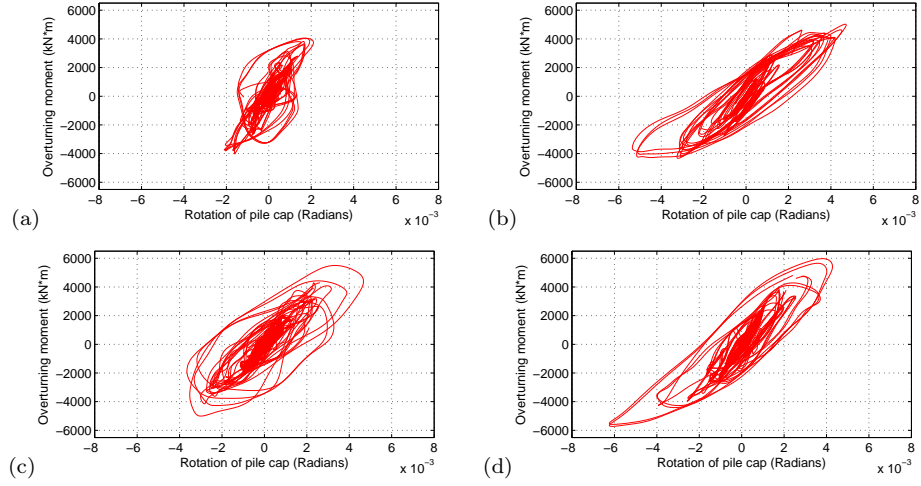 6000
4000
2000
0
−2000
−4000
−6000
Overturning moment (kN*m)
−8 −6 −4 −2 0 2 4 6 8
Rotation of pile cap (Radians)
x 10⁻³
(a)
6000
4000
2000
0
−2000
−4000
−6000
Overturning moment (kN*m)
−8 −6 −4 −2 0 2 4 6 8
Rotation of pile cap (Radians)
x 10⁻³
(b)
6000
4000
2000
0
−2000
−4000
−6000
Overturning moment (kN*m)
−8 −6 −4 −2 0 2 4 6 8
Rotation of pile cap (Radians)
x 10⁻³
(c)
6000
4000
2000
0
−2000
−4000
−6000
Overturning moment (kN*m)
−8 −6 −4 −2 0 2 4 6 8
Rotation of pile cap (Radians)
x 10⁻³
(d)